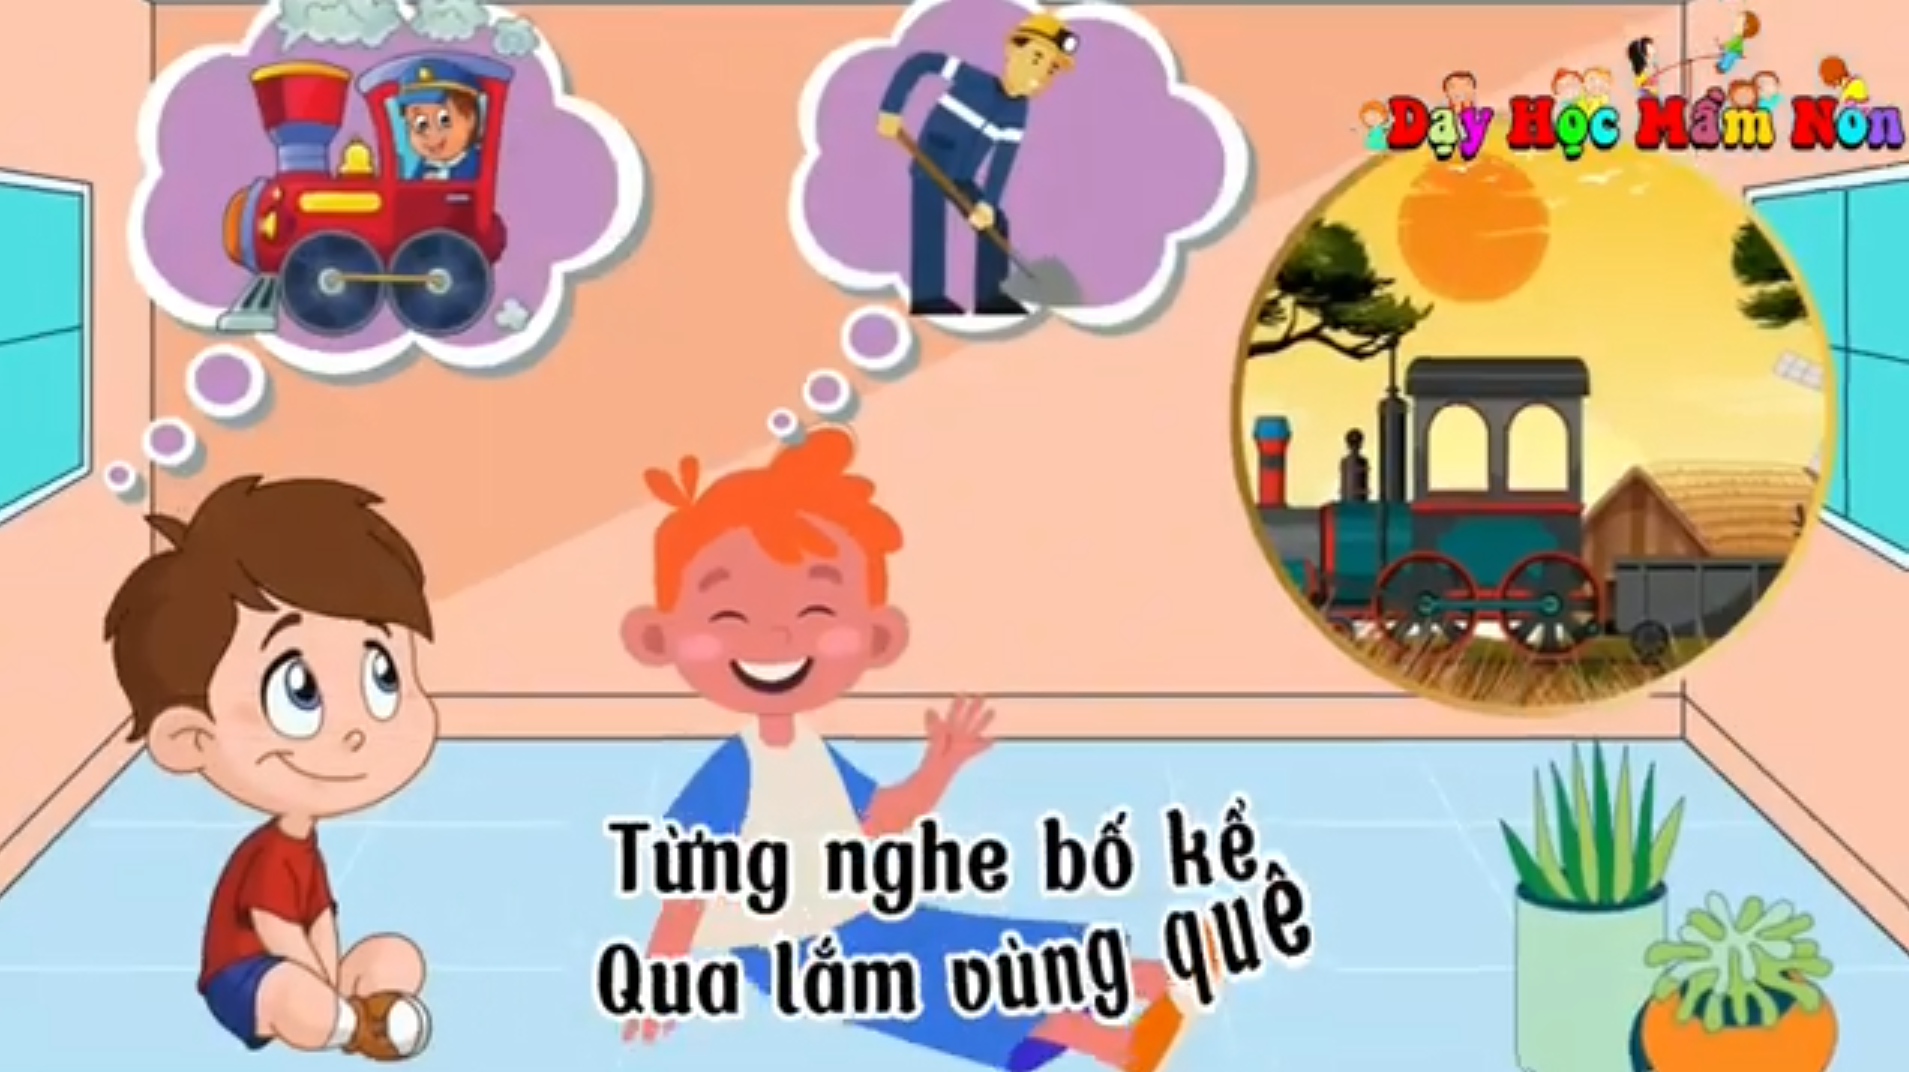 Dạy Học Mầm Non
Từng nghe bố kể
Qua lắm vùng quê